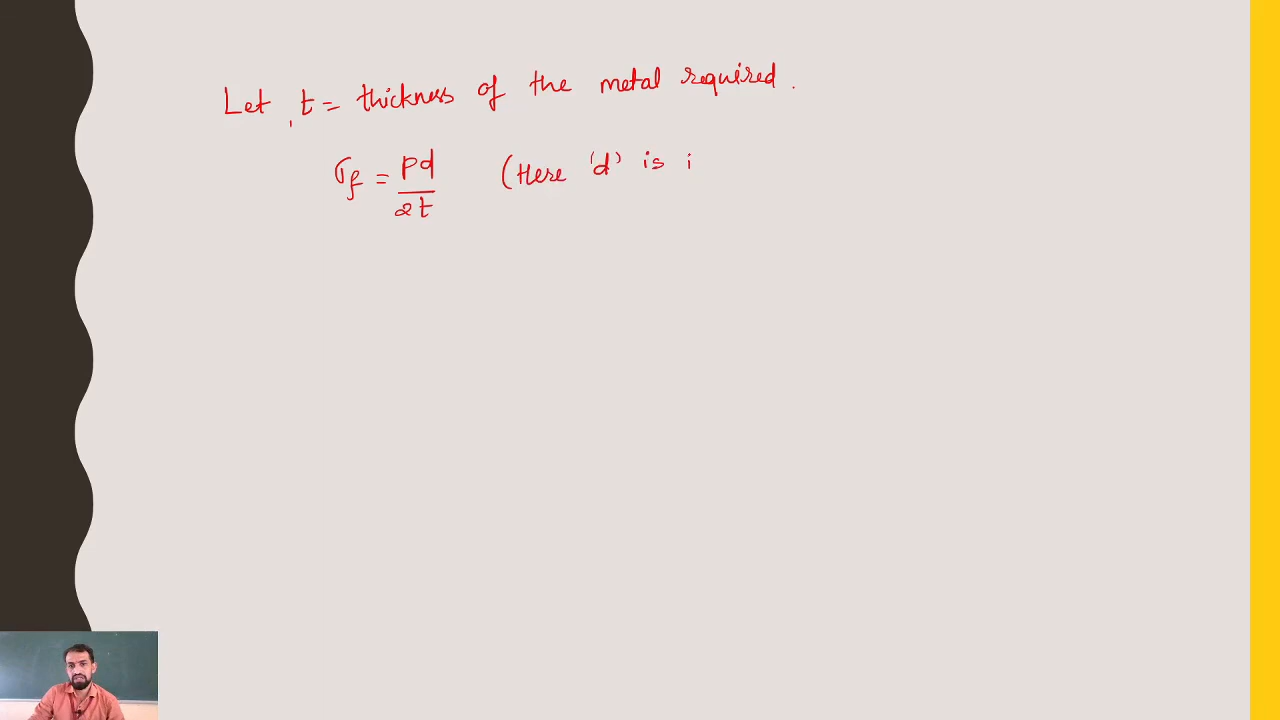 Let, t = thickness of the metal required.
σf = pd/2t (Here 'd' is i